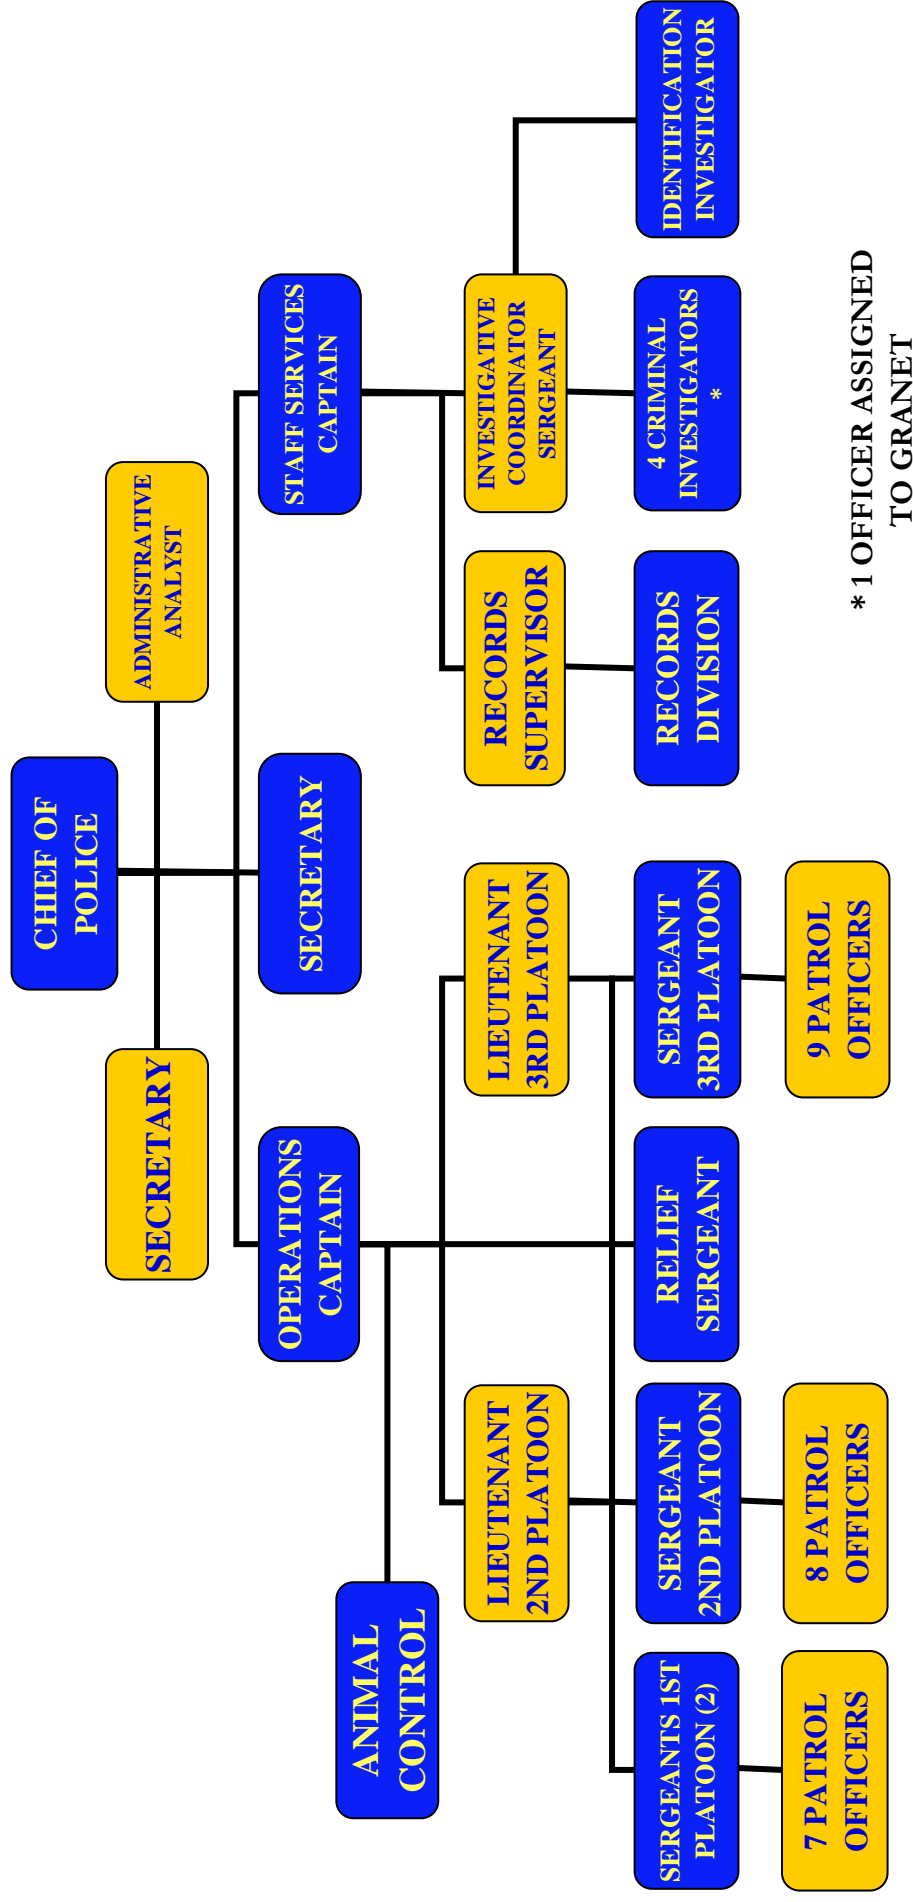 CHIEF OF
POLICE
SECRETARY
ADMINISTRATIVE
ANALYST
OPERATIONS
CAPTAIN
SECRETARY
STAFF SERVICES
CAPTAIN
ANIMAL
CONTROL
LIEUTENANT
2ND PLATOON
LIEUTENANT
3RD PLATOON
RECORDS
SUPERVISOR
INVESTIGATIVE
COORDINATOR
SERGEANT
SERGEANTS 1ST
PLATOON (2)
SERGEANT
2ND PLATOON
RELIEF
SERGEANT
SERGEANT
3RD PLATOON
RECORDS
DIVISION
4 CRIMINAL
INVESTIGATORS
*
IDENTIFICATION
INVESTIGATOR
7 PATROL
OFFICERS
8 PATROL
OFFICERS
9 PATROL
OFFICERS
* 1 OFFICER ASSIGNED
TO GRANET